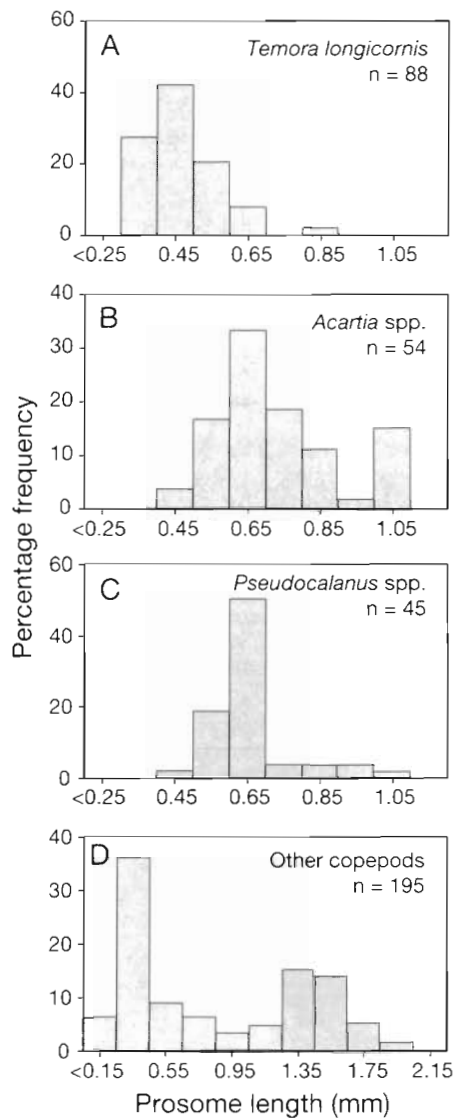 A
Temora longicornis
n = 88
60
40
20
0
<0.25 0.45 0.65 0.85 1.05
B
Acartia spp.
n = 54
40
30
20
10
0
<0.25 0.45 0.65 0.85 1.05
Percentage frequency
C
Pseudocalanus spp.
n = 45
60
40
20
0
<0.25 0.45 0.65 0.85 1.05
D
Other copepods
n = 195
40
30
20
10
0
<0.15 0.55 0.95 1.35 1.75 2.15
Prosome length (mm)